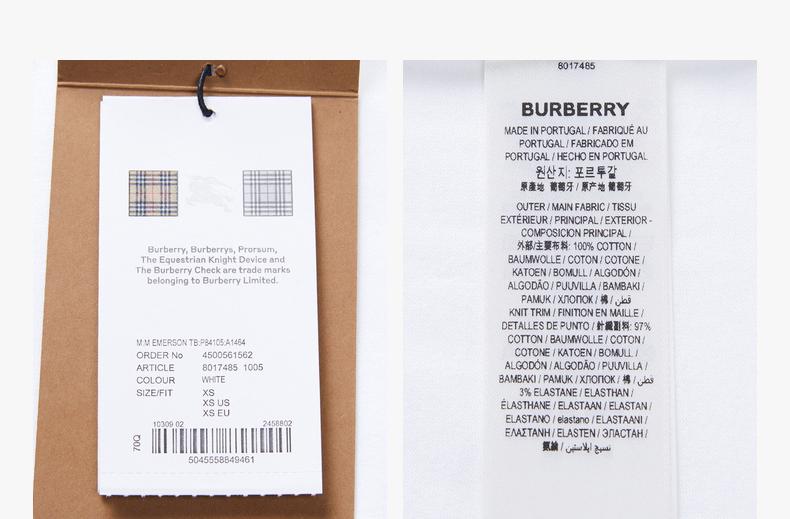 Burberry, Burberrys, Prorsum,
The Equestrian Knight Device and
The Burberry Check are trade marks
belonging to Burberry Limited.
M:M EMERSON TB:P84105:A1464
ORDER No 4500561562
ARTICLE 8017485 1005
COLOUR WHITE
SIZE/FIT XS
XS US
XS EU
10309 02 2458802
70Q
5045558849461
8017485
BURBERRY
MADE IN PORTUGAL / FABRIQUÉ AU
PORTUGAL / FABRICADO EM
PORTUGAL / HECHO EN PORTUGAL
원산지: 포르투갈
原產地 葡萄牙 / 原产地 葡萄牙
OUTER / MAIN FABRIC / TISSU
EXTÉRIEUR / PRINCIPAL / EXTERIOR -
COMPOSICION PRINCIPAL /
外部/主要布料: 100% COTTON /
BAUMWOLLE / COTON / COTONE /
KATOEN / BOMULL / ALGODÓN /
ALGODÃO / PUUVILLA / BAMBAKI /
PAMUK / ХЛОПОК / 棉 / قطن
KNIT TRIM / FINITION EN MAILLE /
DETALLES DE PUNTO / 針織副料: 97%
COTTON / BAUMWOLLE / COTON /
COTONE / KATOEN / BOMULL /
ALGODÓN / ALGODÃO / PUUVILLA /
BAMBAKI / PAMUK / ХЛОПОК / 棉 / قطن
3% ELASTANE / ELASTHAN /
ÉLASTHANE / ELASTAAN / ELASTAN /
ELASTANO / elastano / ELASTAANI /
ΕΛΑΣΤΑΝΗ / ELASTEN / ЭЛАСТАН /
氨綸 / نسيج إيلاستين